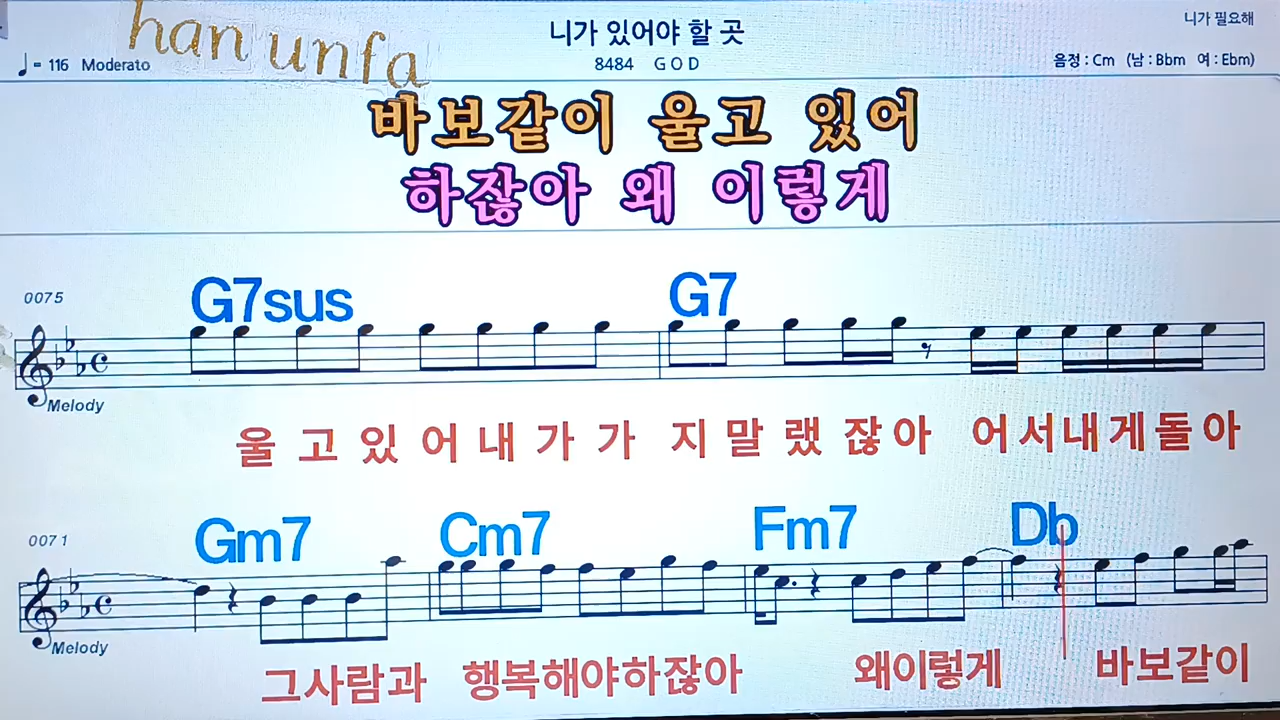 han unfa
니가 있어야 할 곳
니가 필요해
♩= 116 Moderato
8484 G O D
음정 : Cm (남 : Bbm 여 : Ebm)
바보같이 울고 있어
하잖아 왜 이렇게
G7sus G7
0075
Melody
울 고 있 어 내 가 가 지 말 랬 잖 아 어 서 내 게 돌 아
Gm7 Cm7 Fm7 Db
0071
Melody
그사람과 행복해야하잖아 왜이렇게 바보같이